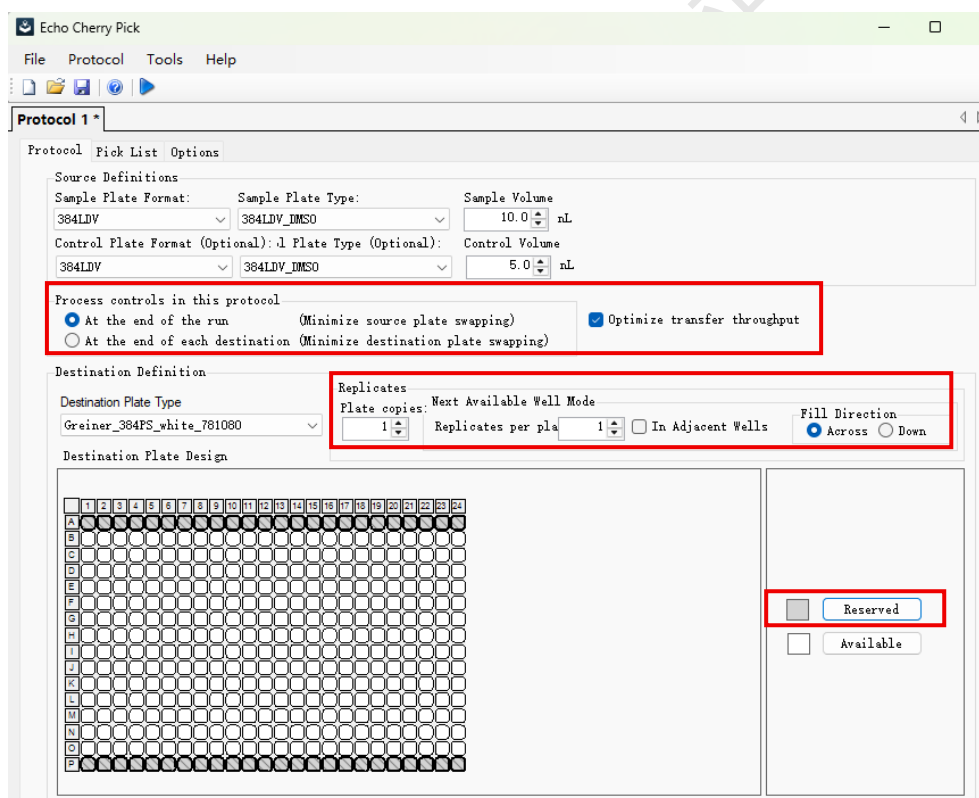 Echo Cherry Pick
File Protocol Tools Help
Protocol 1 *
Protocol Pick List Options
Source Definitions
Sample Plate Format: Sample Plate Type: Sample Volume
384LDV 384LDV_DMSO 10.0 nL
Control Plate Format (Optional): l Plate Type (Optional): Control Volume
384LDV 384LDV_DMSO 5.0 nL
Process controls in this protocol
At the end of the run (Minimize source plate swapping) Optimize transfer throughput
At the end of each destination (Minimize destination plate swapping)
Destination Definition
Replicates
Destination Plate Type Plate copies: Next Available Well Mode Fill Direction
Greiner_384PS_white_781080 1 Replicates per pla 1 In Adjacent Wells Across Down
Destination Plate Design
1 2 3 4 5 6 7 8 9 10 11 12 13 14 15 16 17 18 19 20 21 22 23 24
A
B
C
D
E
F
G
H
I
J
K
L
M
N
O
P
Reserved
Available